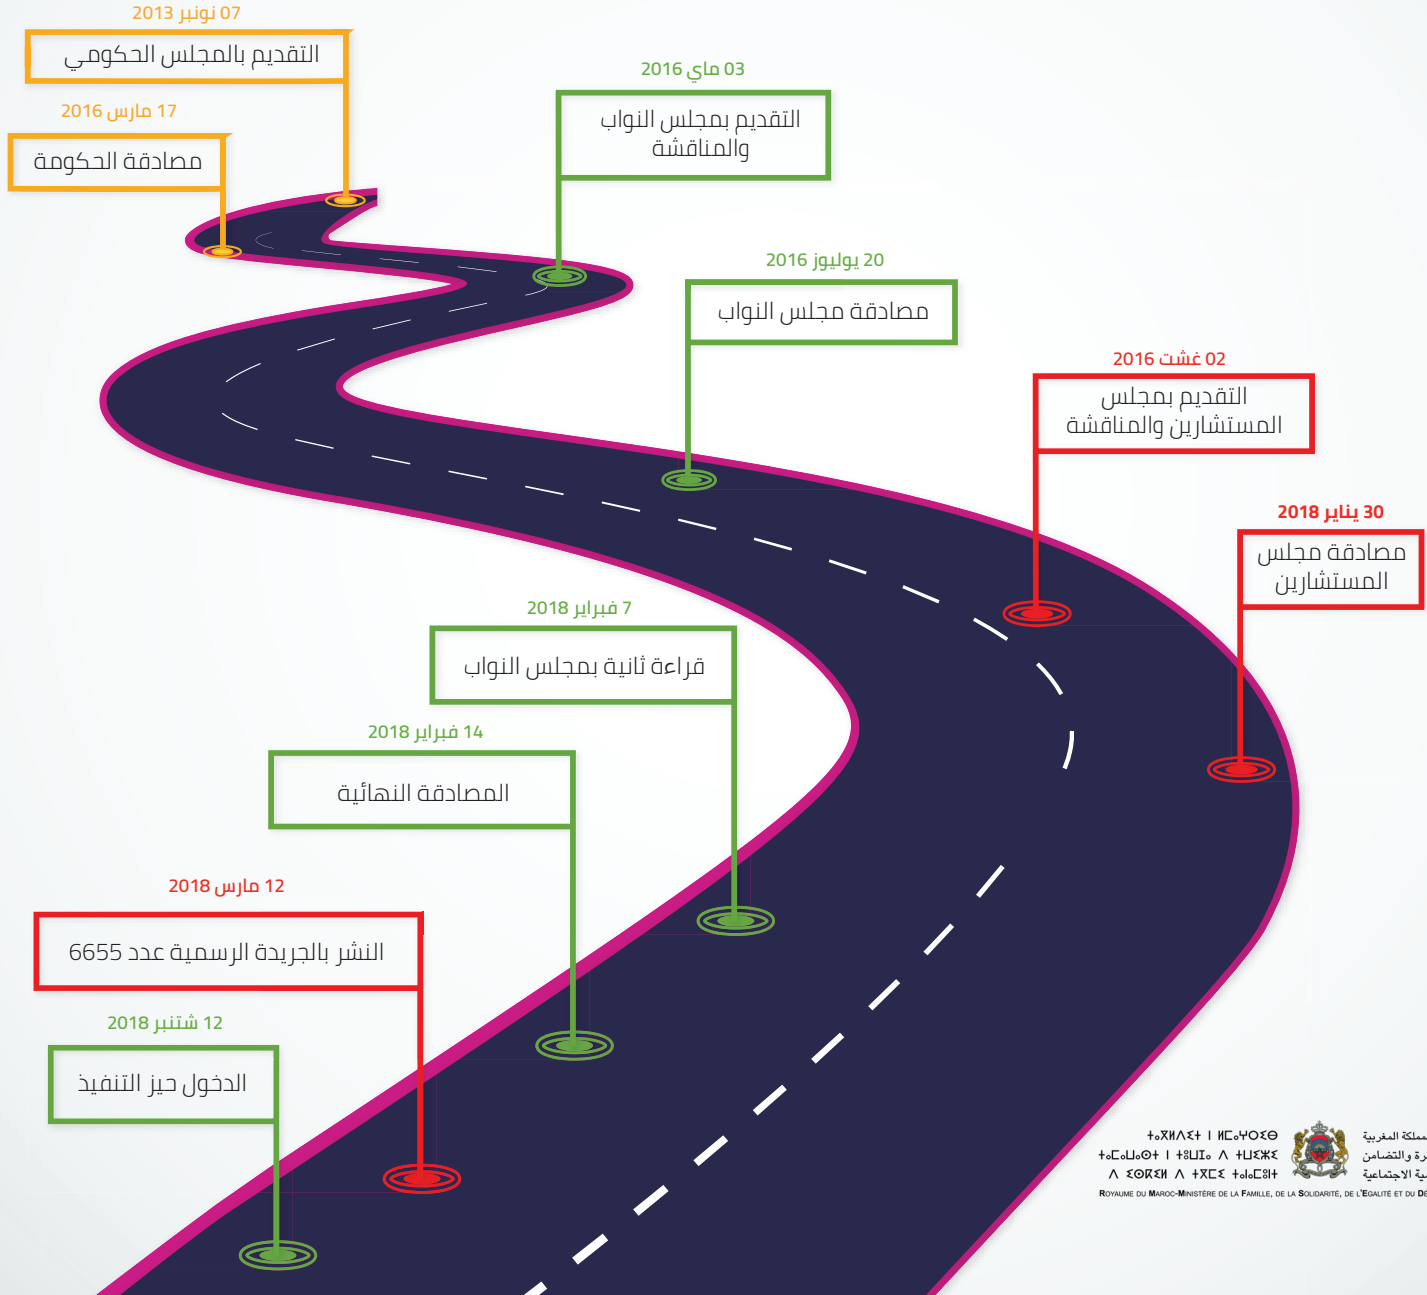 07 نونبر 2013
التقديم بالمجلس الحكومي
17 مارس 2016
مصادقة الحكومة
03 ماي 2016
التقديم بمجلس النواب
والمناقشة
20 يوليوز 2016
مصادقة مجلس النواب
02 غشت 2016
التقديم بمجلس
المستشارين والمناقشة
30 يناير 2018
مصادقة مجلس
المستشارين
7 فبراير 2018
قراءة ثانية بمجلس النواب
14 فبراير 2018
المصادقة النهائية
12 مارس 2018
النشر بالجريدة الرسمية عدد 6655
12 شتنبر 2018
الدخول حيز التنفيذ
المغربية
والتضامن
الاجتماعية
ⵜⴰⴳⵍⴷⵉⵜ ⵏ ⵍⵎⴰⵖⵔⵉⴱ
ⵜⴰⵎⴰⵡⴰⵙⵜ ⵏ ⵜⵓⵡⵊⴰ ⴷ ⵜⵡⵉⵣⵉ
ROYAUME DU MAROC-MINISTÈRE DE LA FAMILLE, DE LA SOLIDARITÉ, DE L'EGALITÉ ET DU